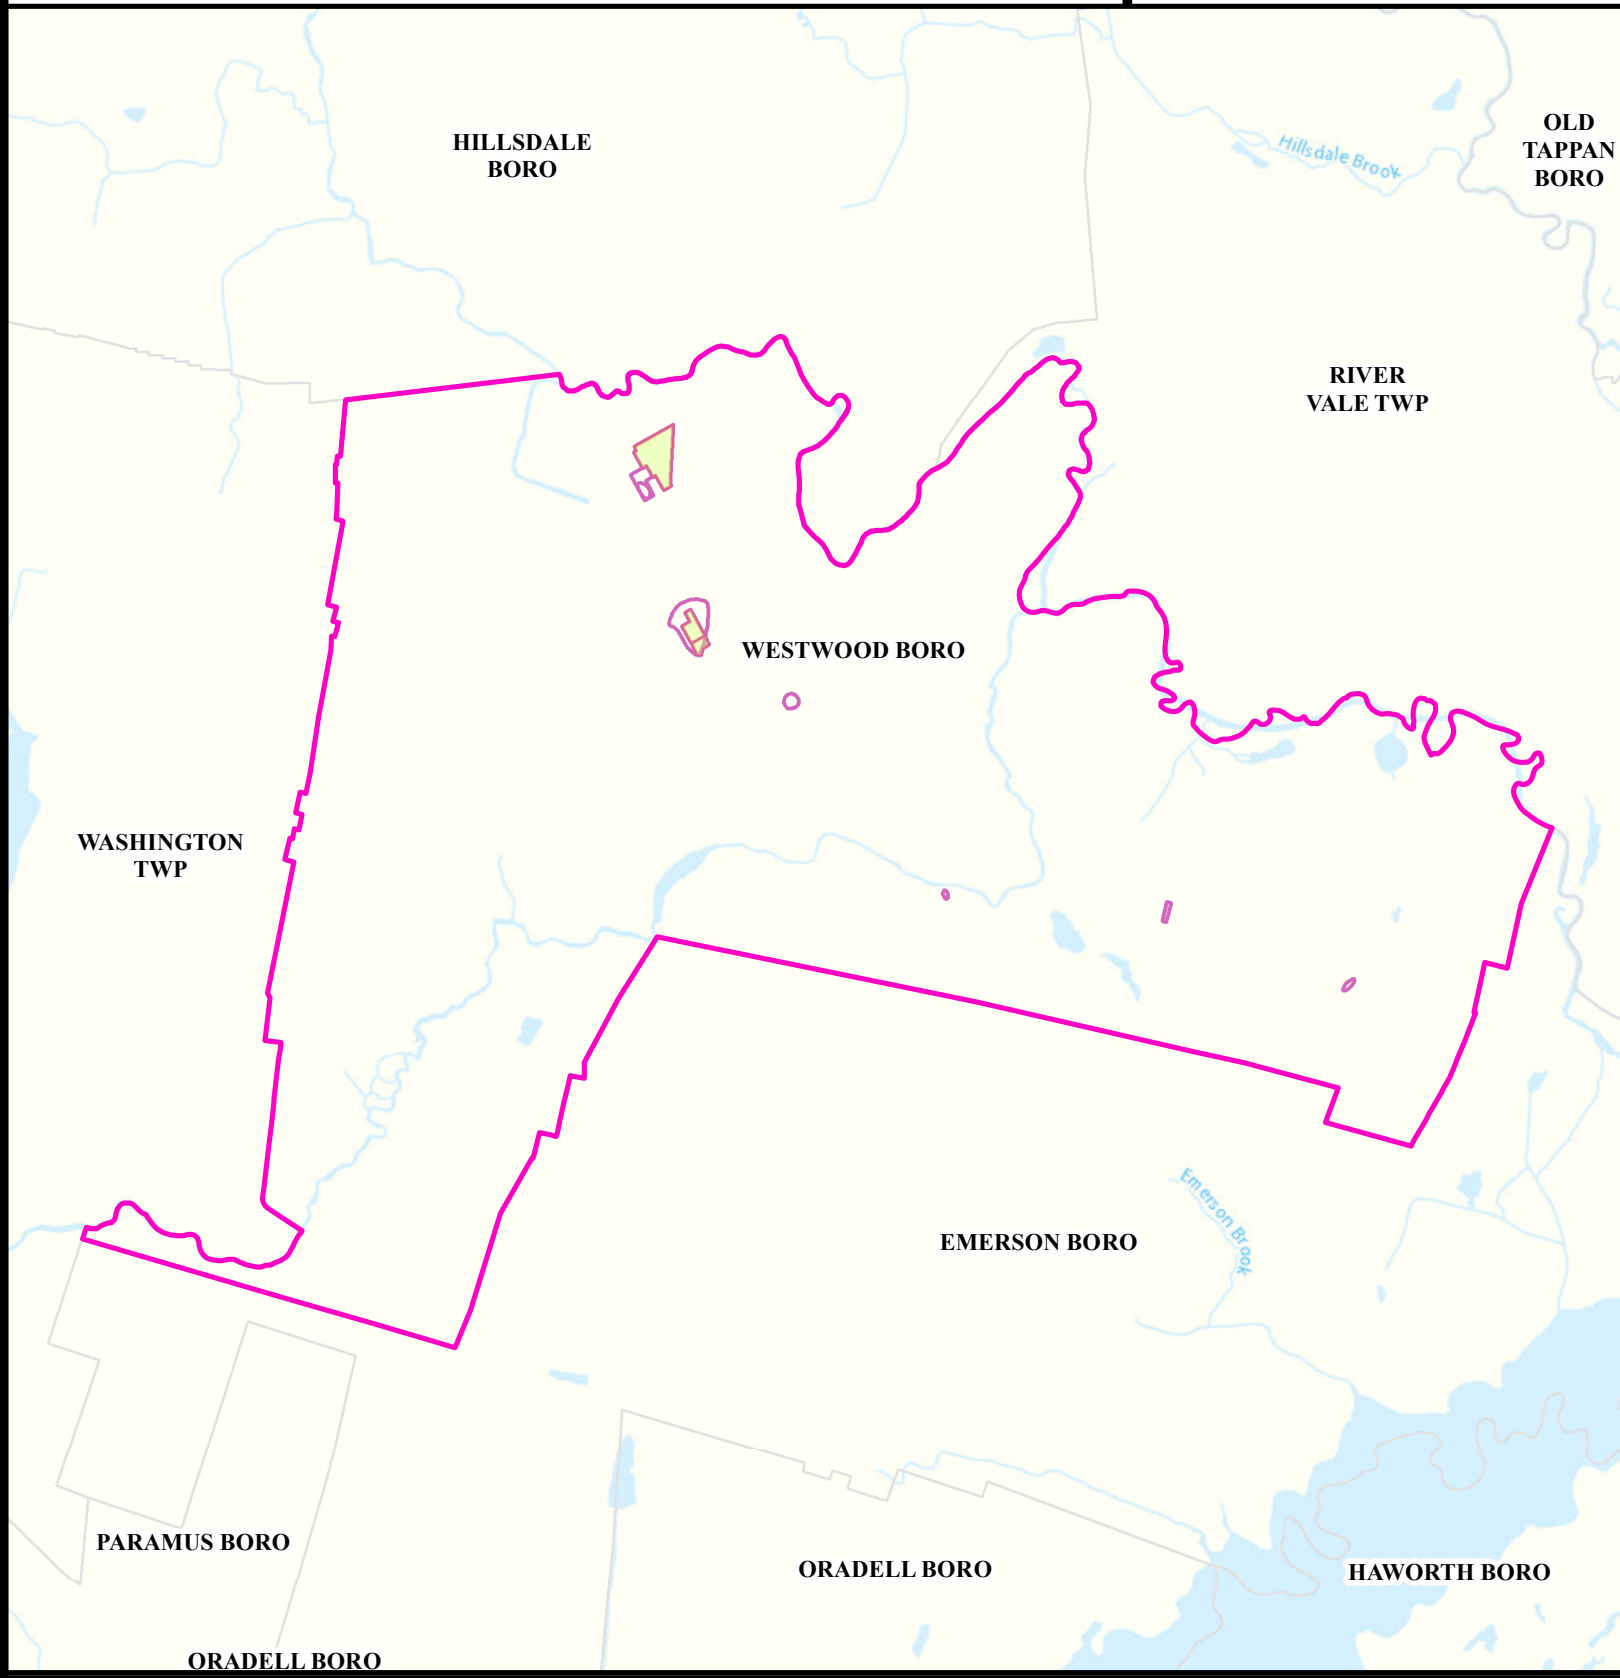 HILLSDALE
BORO
OLD
TAPPAN
BORO
Hillsdale Brook
RIVER
VALE TWP
WESTWOOD BORO
WASHINGTON
TWP
Emerson Brook
EMERSON BORO
PARAMUS BORO
ORADELL BORO
HAWORTH BORO
ORADELL BORO